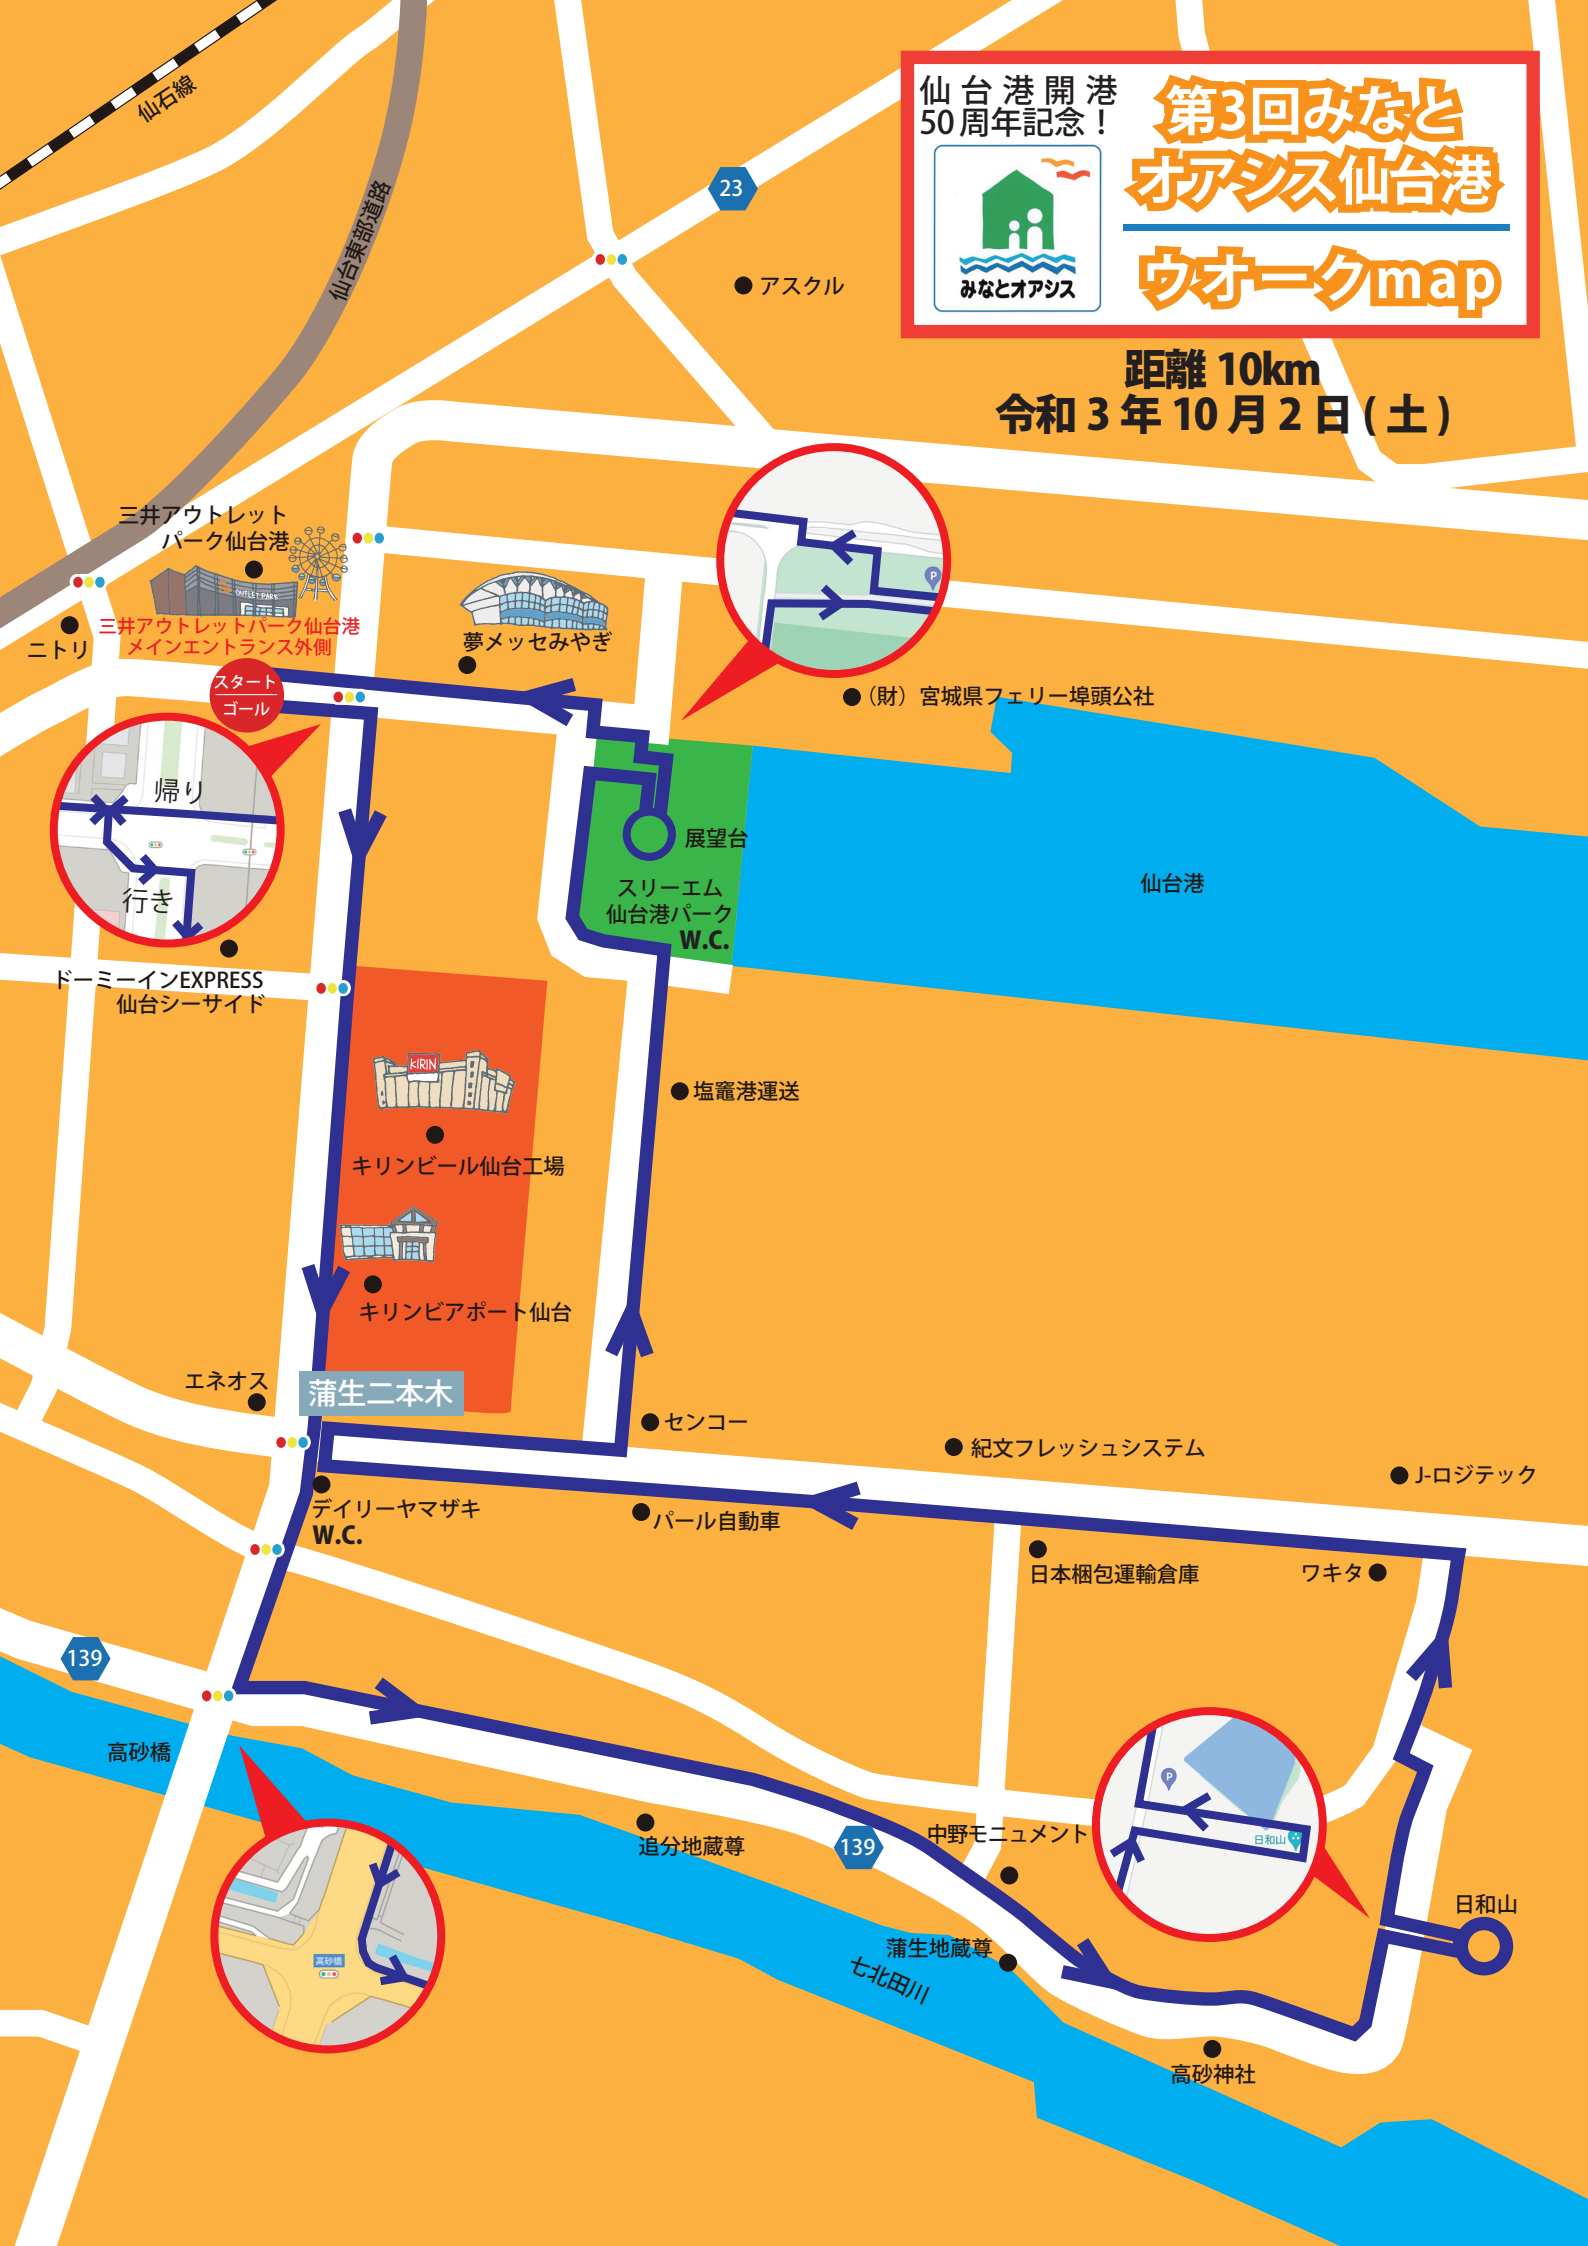 仙台港開港
50周年記念！
みなとオアシス
第3回みなと
オアシス仙台港
ウオークmap
距離 10km
令和 3 年 10 月 2 日 ( 土 )
仙石線
仙台東部道路
23
アスクル
三井アウトレット
パーク仙台港
OUTLET PARK
三井アウトレットパーク仙台港
メインエントランス外側
ニトリ
スタート
ゴール
夢メッセみやぎ
P
（財）宮城県フェリー埠頭公社
帰り
行き
展望台
スリーエム
仙台港パーク
W.C.
仙台港
ドーミーインEXPRESS
仙台シーサイド
KIRIN
キリンビール仙台工場
塩竈港運送
キリンビアポート仙台
エネオス
蒲生二本木
センコー
紀文フレッシュシステム
J-ロジテック
デイリーヤマザキ
W.C.
パール自動車
日本梱包運輸倉庫
ワキタ
139
高砂橋
追分地蔵尊
139
中野モニュメント
P
日和山
日和山
高砂橋
蒲生地蔵尊
七北田川
高砂神社